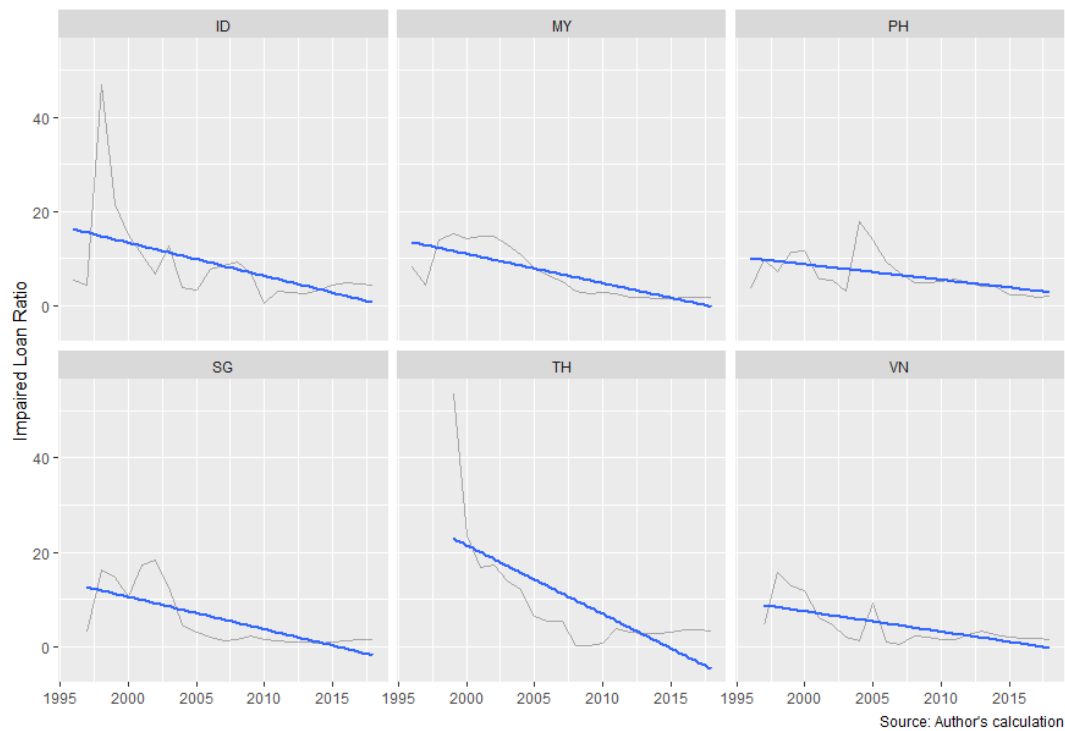 ID MY PH
40
20
0
Impaired Loan Ratio
SG TH VN
40
20
0
1995 2000 2005 2010 2015 1995 2000 2005 2010 2015 1995 2000 2005 2010 2015
Source: Author's calculation